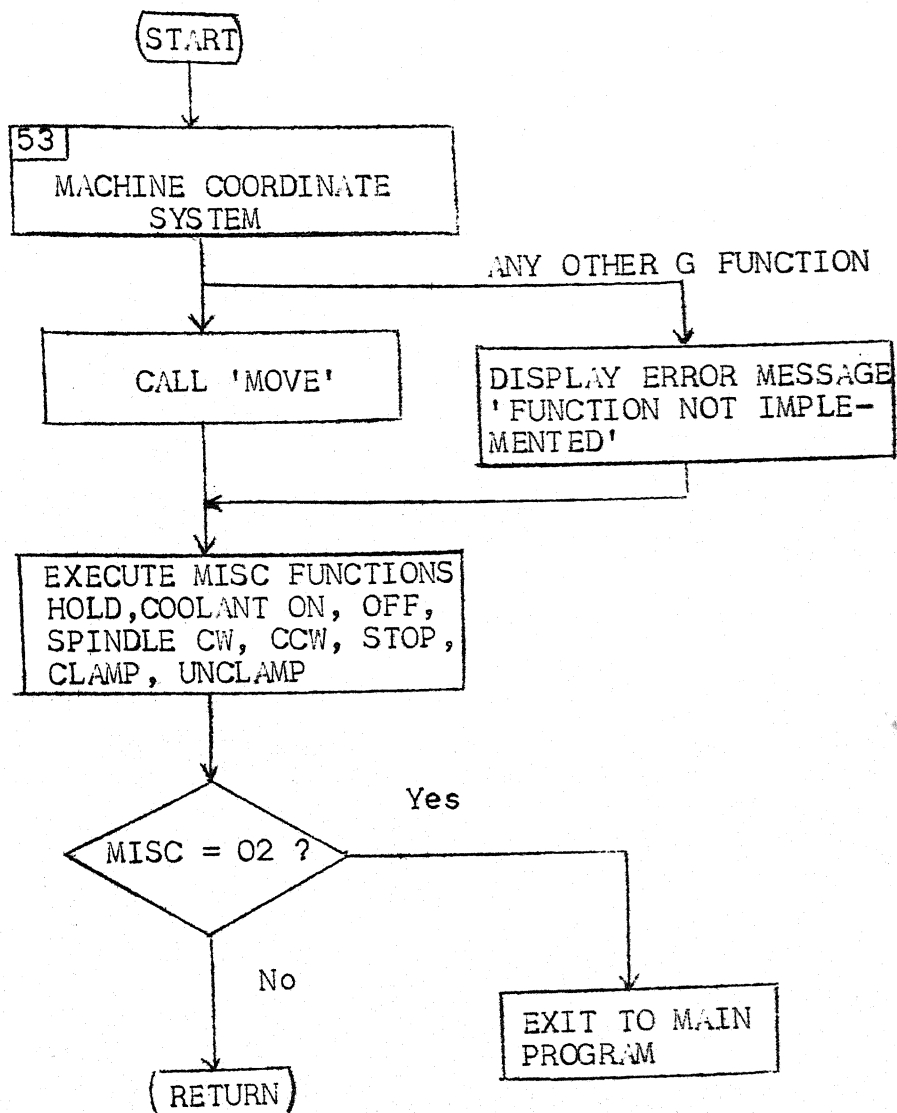 START
53
MACHINE COORDINATE
SYSTEM
ANY OTHER G FUNCTION
CALL 'MOVE'
DISPLAY ERROR MESSAGE
'FUNCTION NOT IMPLE-
MENTED'
EXECUTE MISC FUNCTIONS
HOLD,COOLANT ON, OFF,
SPINDLE CW, CCW, STOP,
CLAMP, UNCLAMP
Yes
MISC = 02 ?
No
EXIT TO MAIN
PROGRAM
RETURN